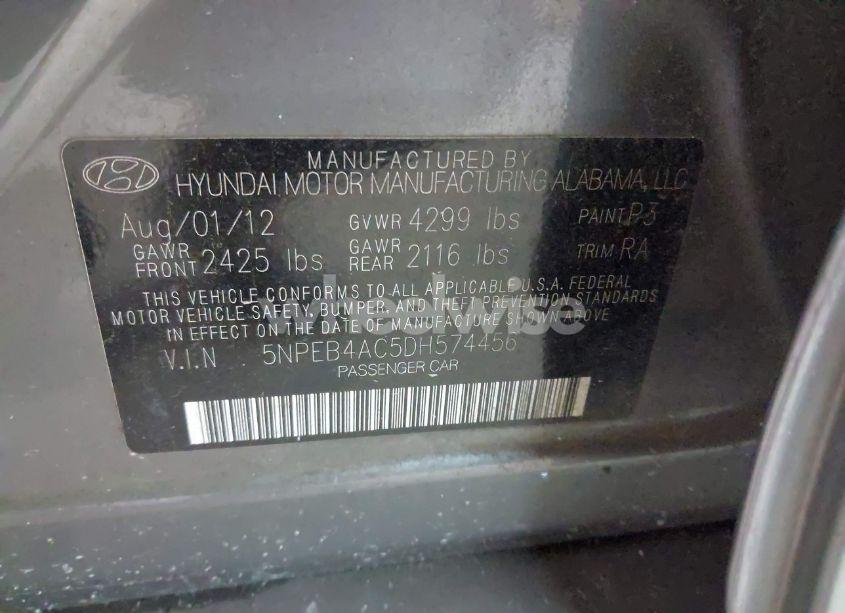 MANUFACTURED BY
HYUNDAI MOTOR MANUFACTURING ALABAMA, LLC
Aug/01/12 GVWR 4299 lbs PAINT P3
GAWR FRONT 2425 lbs GAWR REAR 2116 lbs TRIM RA
THIS VEHICLE CONFORMS TO ALL APPLICABLE U.S.A. FEDERAL
MOTOR VEHICLE SAFETY, BUMPER, AND THEFT PREVENTION STANDARDS
IN EFFECT ON THE DATE OF MANUFACTURE SHOWN ABOVE.
V.I.N 5NPEB4AC5DH574456
PASSENGER CAR
wheelwise